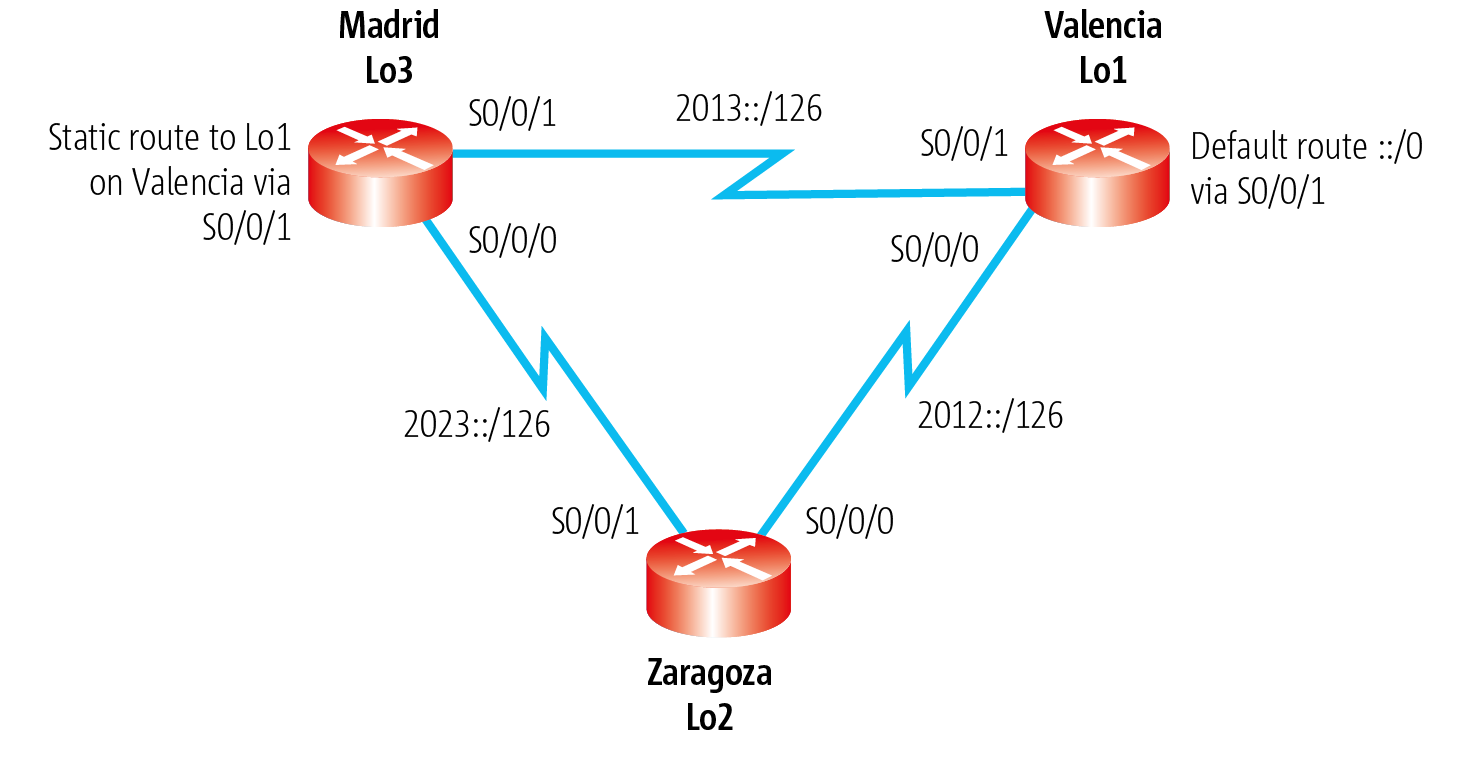 Madrid
Lo3
Valencia
Lo1
Static route to Lo1
on Valencia via
S0/0/1
S0/0/1
2013::/126
S0/0/1
Default route ::/0
via S0/0/1
S0/0/0
S0/0/0
2023::/126
2012::/126
S0/0/1
S0/0/0
Zaragoza
Lo2